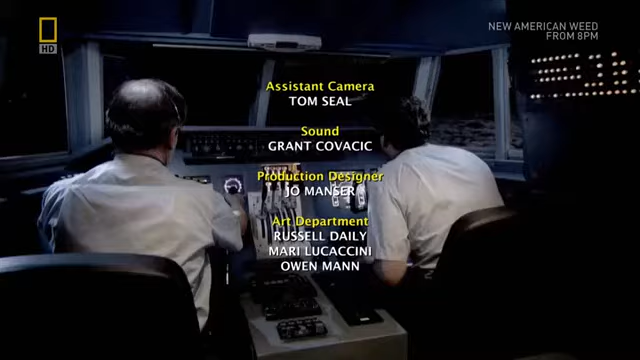 HD
NEW AMERICAN WEED
FROM 8PM
Assistant Camera
TOM SEAL
Sound
GRANT COVACIC
Production Designer
JO MANSER
Art Department
RUSSELL DAILY
MARI LUCACCINI
OWEN MANN